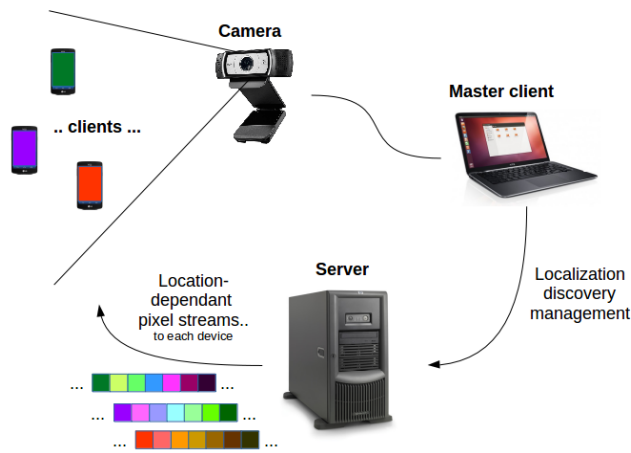 Camera
Master client
.. clients ...
Server
Localization
discovery
management
Location-
dependant
pixel streams..
to each device
... ...
... ...
... ...